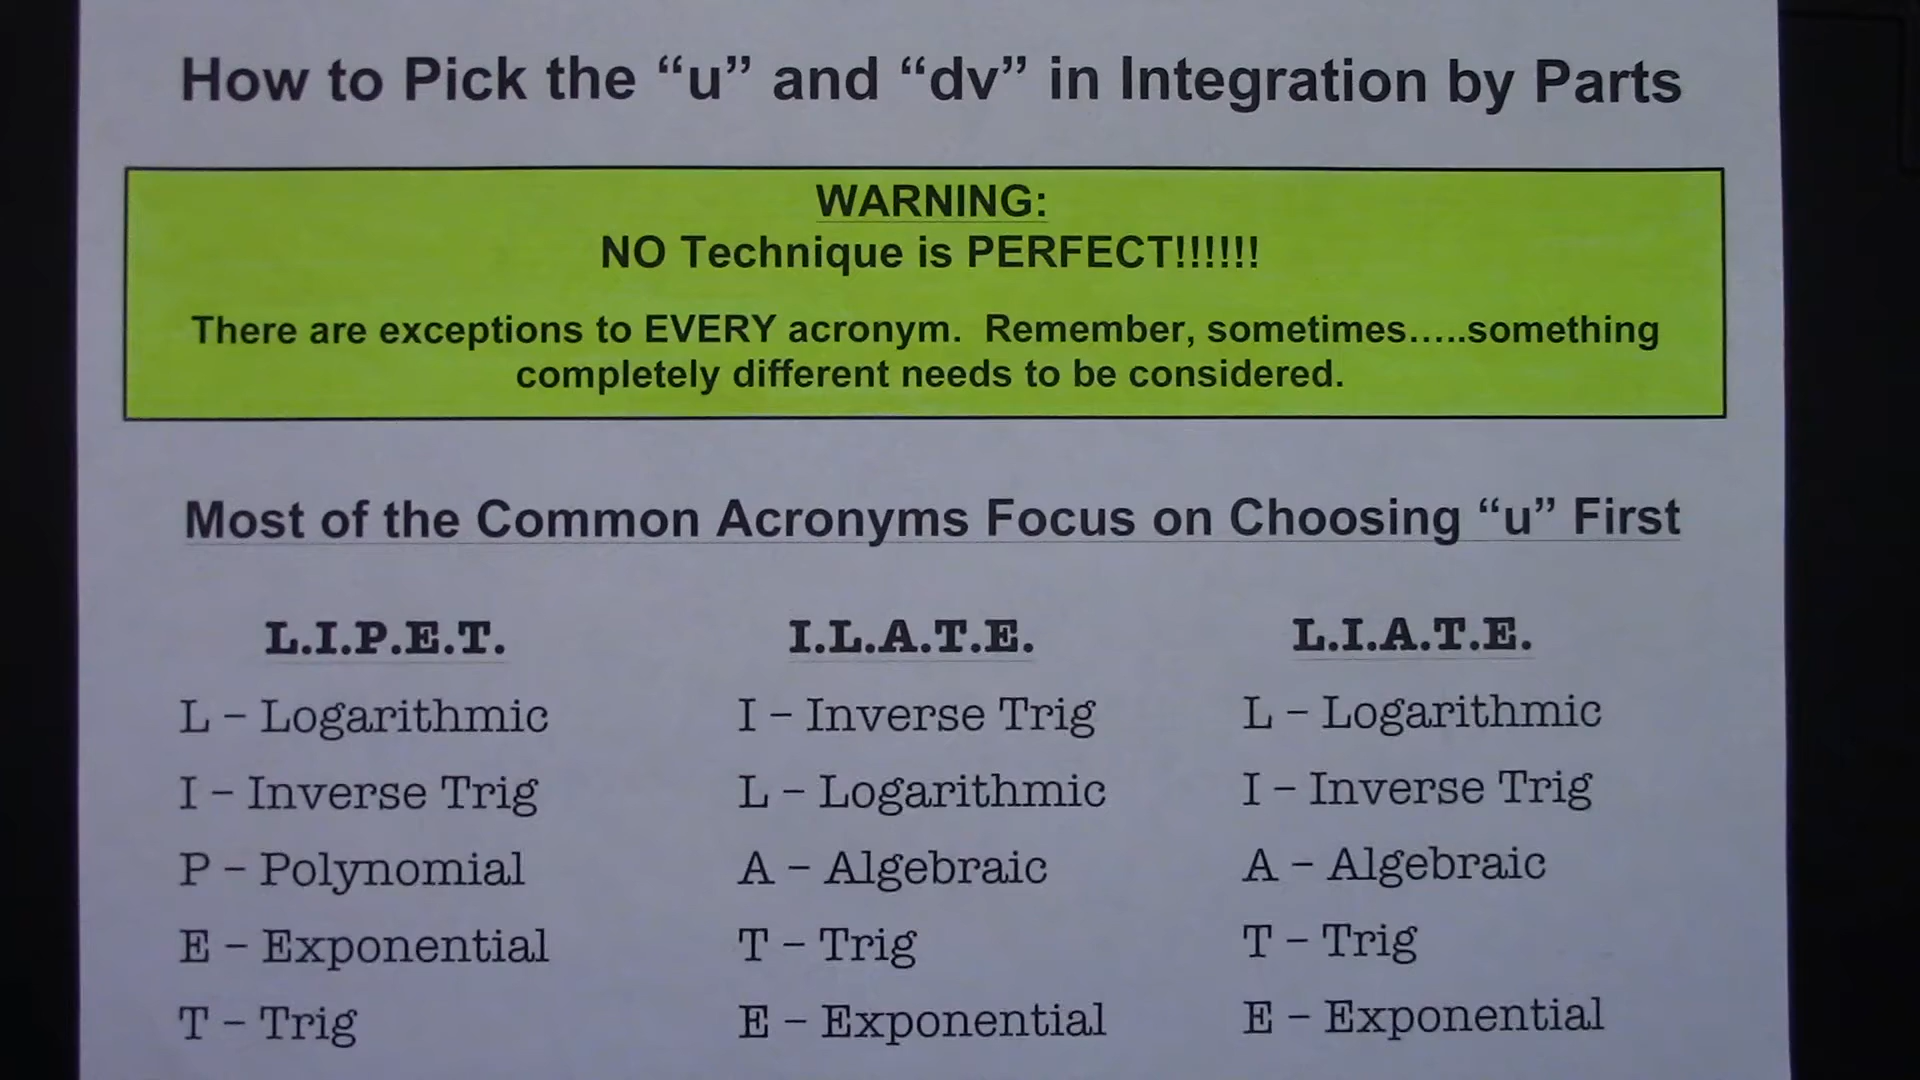 How to Pick the “u” and “dv” in Integration by Parts
WARNING:
NO Technique is PERFECT!!!!!!
There are exceptions to EVERY acronym.  Remember, sometimes…..something
completely different needs to be considered.
Most of the Common Acronyms Focus on Choosing “u” First
L.I.P.E.T.
L – Logarithmic
I – Inverse Trig
P – Polynomial
E – Exponential
T – Trig
I.L.A.T.E.
I – Inverse Trig
L – Logarithmic
A – Algebraic
T – Trig
E – Exponential
L.I.A.T.E.
L – Logarithmic
I – Inverse Trig
A – Algebraic
T – Trig
E – Exponential